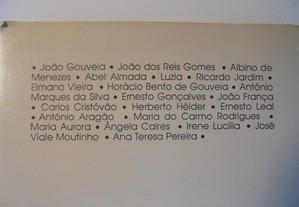 • João Gouveia • João dos Reis Gomes • Albino de
Menezes • Abel Almada • Luzia • Ricardo Jardim •
Elmano Vieira • Horácio Bento de Gouveia • António
Marques da Silva • Ernesto Gonçalves • João França
• Carlos Cristóvão • Herberto Hélder • Ernesto Leal •
António Aragão • Maria do Carmo Rodrigues •
Maria Aurora • Ângela Caires • Irene Lucília • José
Viale Moutinho • Ana Teresa Pereira •